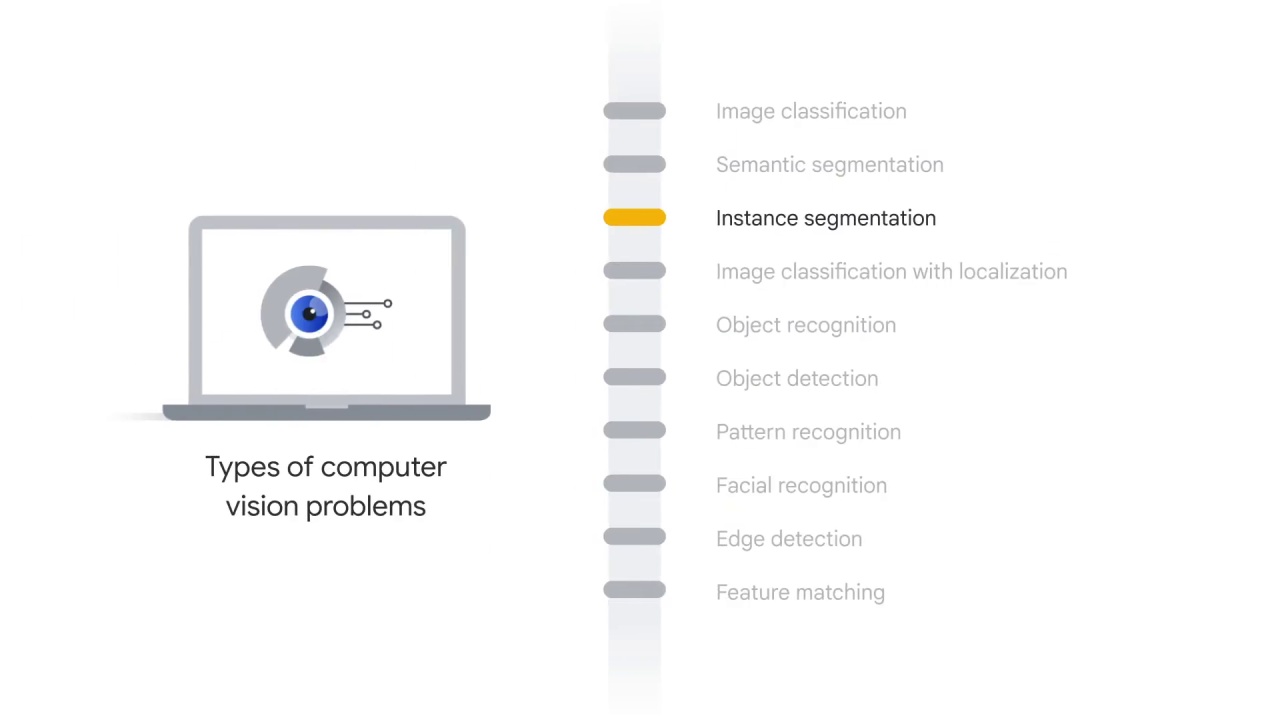 Types of computer
vision problems
Image classification
Semantic segmentation
Instance segmentation
Image classification with localization
Object recognition
Object detection
Pattern recognition
Facial recognition
Edge detection
Feature matching